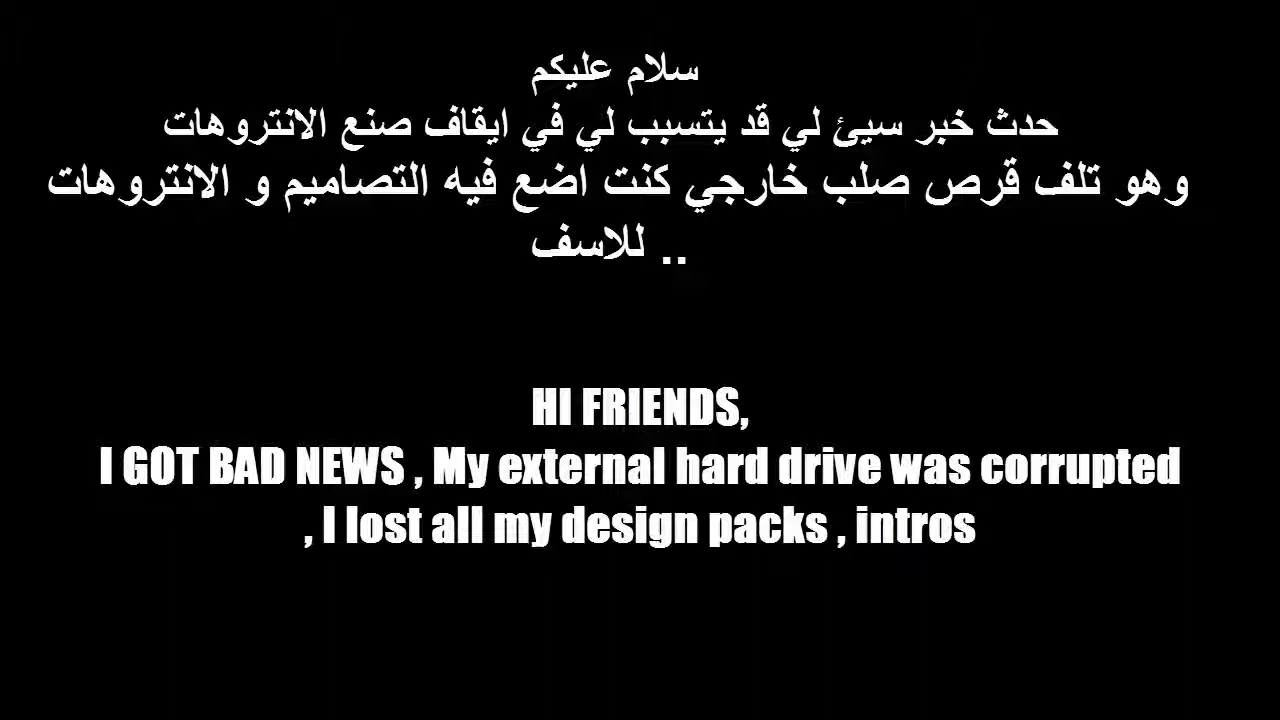 سلام عليكم
حدث خبر سيئ لي قد يتسبب لي في ايقاف صنع الانتروهات
وهو تلف قرص صلب خارجي كنت اضع فيه التصاميم و الانتروهات
للاسف ..
HI FRIENDS,
I GOT BAD NEWS , My external hard drive was corrupted
, I lost all my design packs , intros